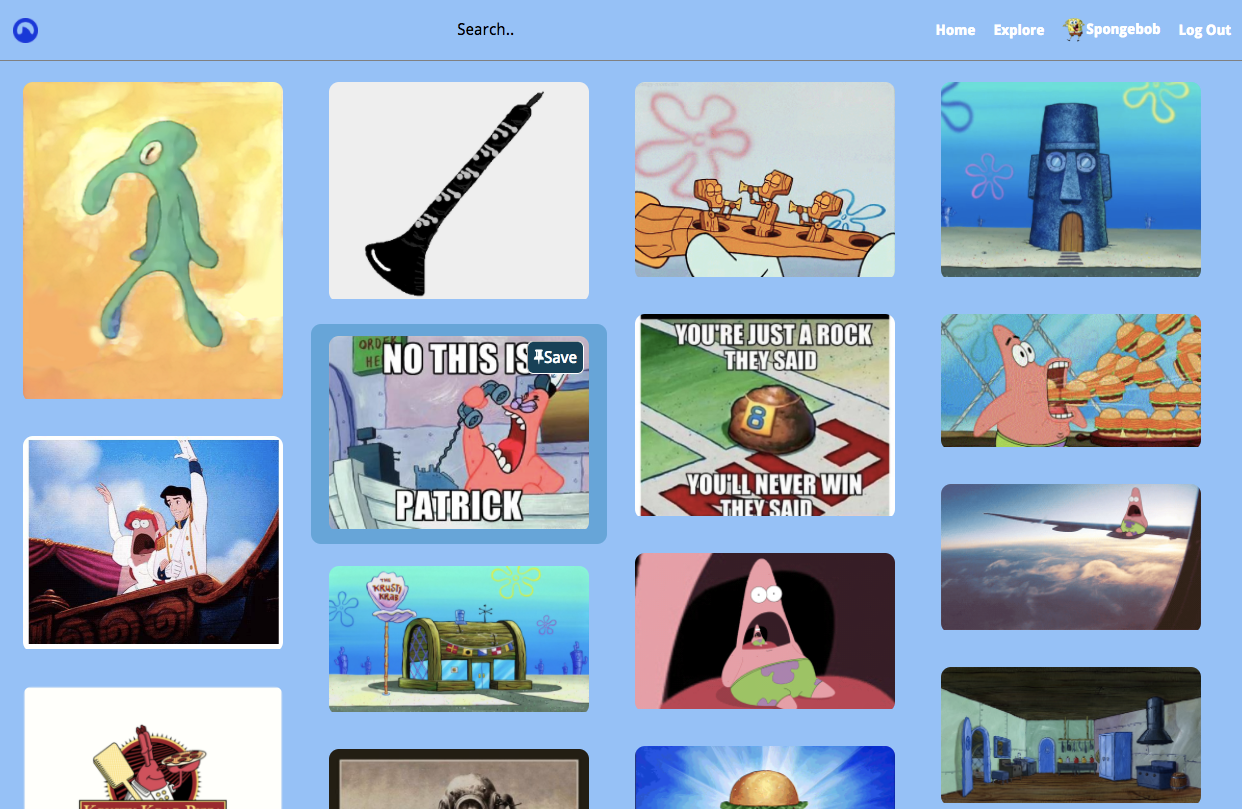 Search..
Home
Explore
Spongebob
Log Out
ORDER
HE
NO THIS IS
Save
PATRICK
YOU'RE JUST A ROCK
THEY SAID
8
YOU'LL NEVER WIN
THEY SAID
THE
KRUSTY
KRAB